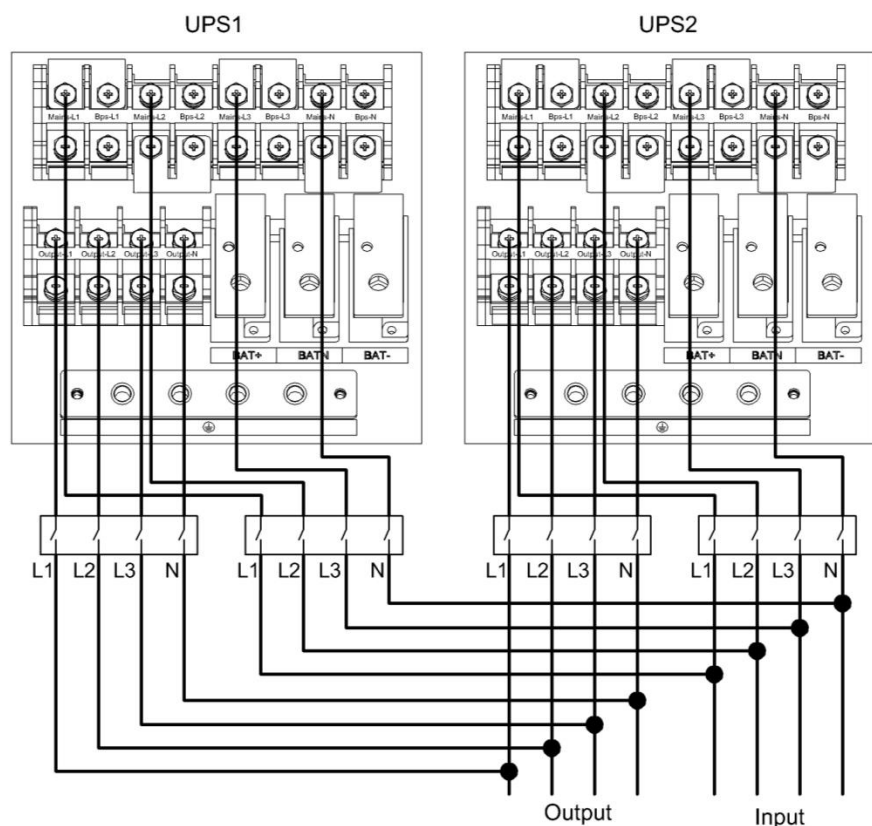 UPS1 UPS2
Mains-L1 Bps-L1 Mains-L2 Bps-L2 Mains-L3 Bps-L3 Mains-N Bps-N
Mains-L1 Bps-L1 Mains-L2 Bps-L2 Mains-L3 Bps-L3 Mains-N Bps-N
Output-L1 Output-L2 Output-L3 Output-N
Output-L1 Output-L2 Output-L3 Output-N
BAT+ BATN BAT-
BAT+ BATN BAT-
L1 L2 L3 N L1 L2 L3 N L1 L2 L3 N L1 L2 L3 N
Output Input